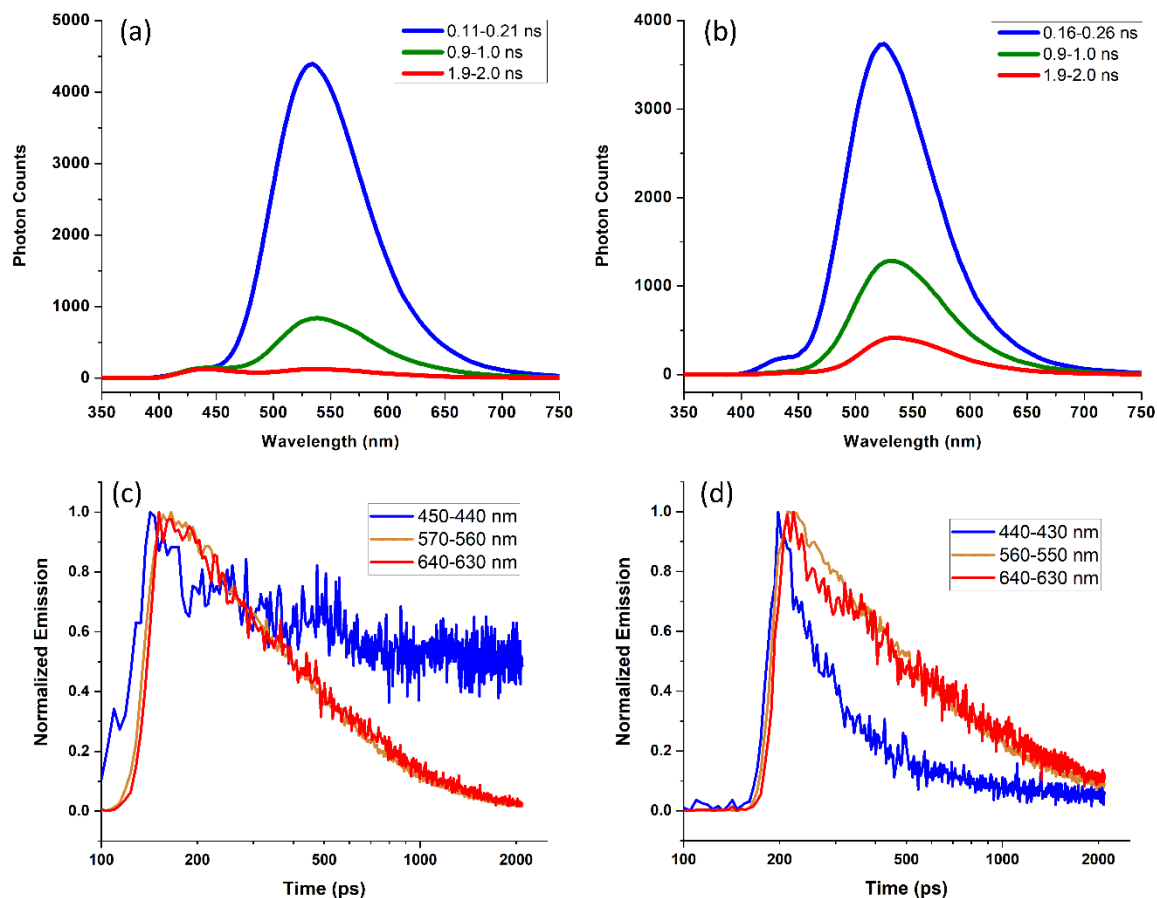 (a)
0.11-0.21 ns
0.9-1.0 ns
1.9-2.0 ns
Photon Counts
5000
4000
3000
2000
1000
0
350 400 450 500 550 600 650 700 750
Wavelength (nm)
(b)
0.16-0.26 ns
0.9-1.0 ns
1.9-2.0 ns
Photon Counts
4000
3000
2000
1000
0
350 400 450 500 550 600 650 700 750
Wavelength (nm)
(c)
450-440 nm
570-560 nm
640-630 nm
Normalized Emission
1.0
0.8
0.6
0.4
0.2
0.0
100 200 500 1000 2000
Time (ps)
(d)
440-430 nm
560-550 nm
640-630 nm
Normalized Emission
1.0
0.8
0.6
0.4
0.2
0.0
100 200 500 1000 2000
Time (ps)